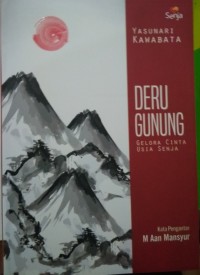 Senja
YASUNARI
KAWABATA
DERU
GUNUNG
GELORA CINTA
USIA SENJA
Kata Pengantar
M Aan Mansyur